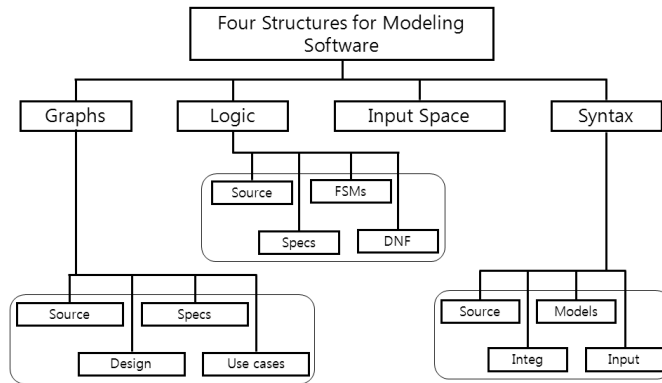 Four Structures for Modeling
Software
Graphs
Logic
Input Space
Syntax
Source
FSMs
Specs
DNF
Source
Specs
Design
Use cases
Source
Models
Integ
Input